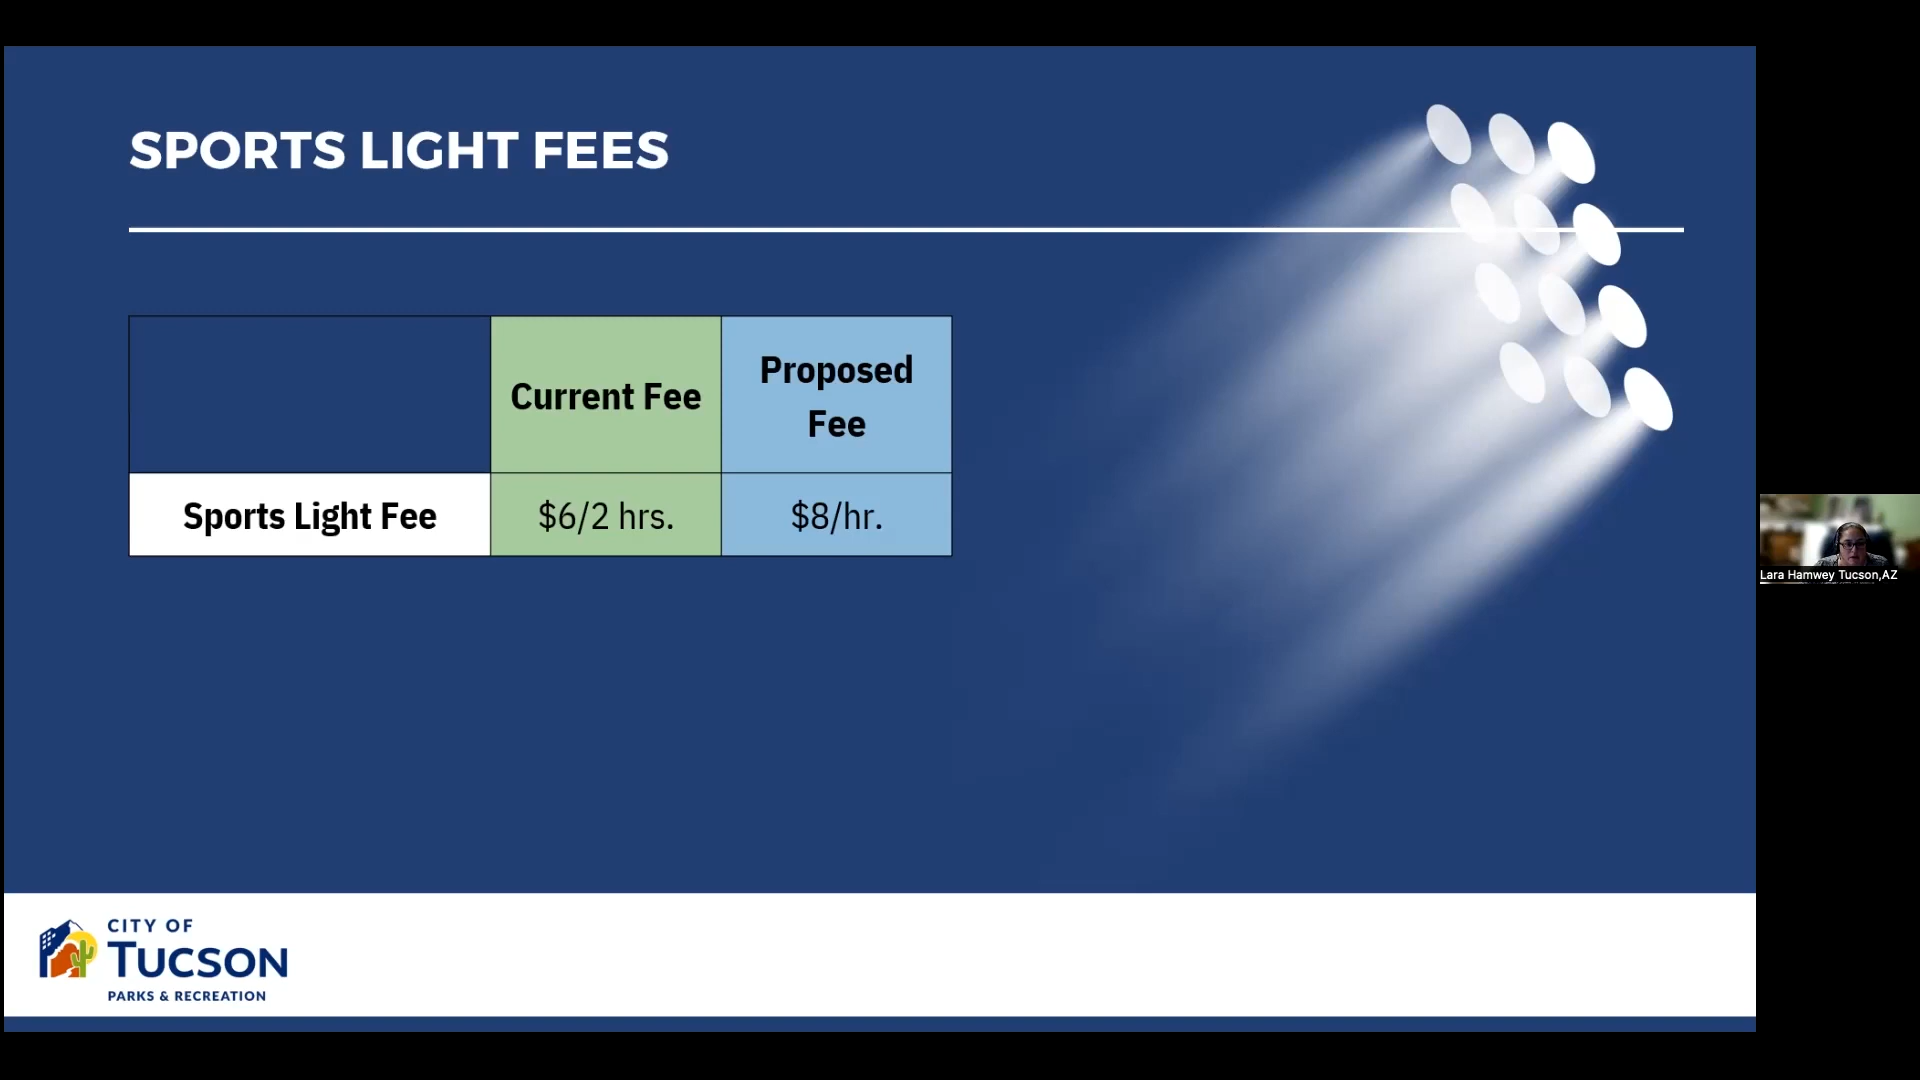 SPORTS LIGHT FEES
Current Fee
Proposed
Fee
Sports Light Fee
$6/2 hrs.
$8/hr.
Lara Hamwey Tucson,AZ
CITY OF
TUCSON
PARKS & RECREATION